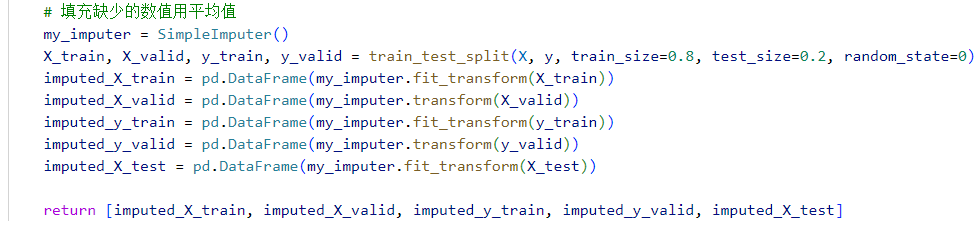 # 填充缺少的数值用平均值
my_imputer = SimpleImputer()
X_train, X_valid, y_train, y_valid = train_test_split(X, y, train_size=0.8, test_size=0.2, random_state=0)
imputed_X_train = pd.DataFrame(my_imputer.fit_transform(X_train))
imputed_X_valid = pd.DataFrame(my_imputer.transform(X_valid))
imputed_y_train = pd.DataFrame(my_imputer.fit_transform(y_train))
imputed_y_valid = pd.DataFrame(my_imputer.transform(y_valid))
imputed_X_test = pd.DataFrame(my_imputer.fit_transform(X_test))
return [imputed_X_train, imputed_X_valid, imputed_y_train, imputed_y_valid, imputed_X_test]